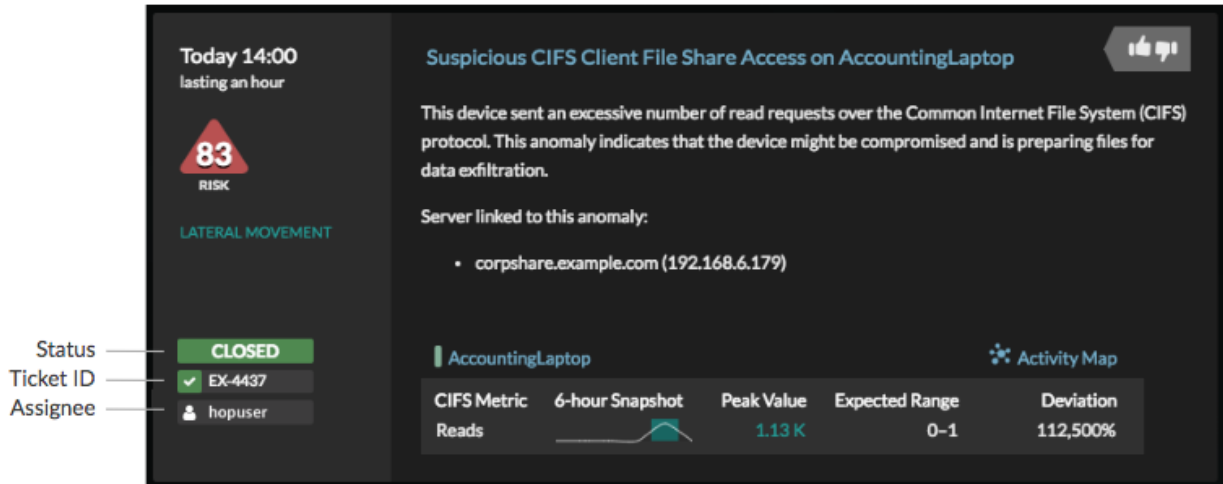 Today 14:00
lasting an hour
83
RISK
LATERAL MOVEMENT
Suspicious CIFS Client File Share Access on AccountingLaptop
This device sent an excessive number of read requests over the Common Internet File System (CIFS)
protocol. This anomaly indicates that the device might be compromised and is preparing files for
data exfiltration.
Server linked to this anomaly:
• corpshare.example.com (192.168.6.179)
Status
CLOSED
Ticket ID
EX-4437
Assignee
hopuser
AccountingLaptop
Activity Map
CIFS Metric 6-hour Snapshot Peak Value Expected Range Deviation
Reads 1.13 K 0–1 112,500%